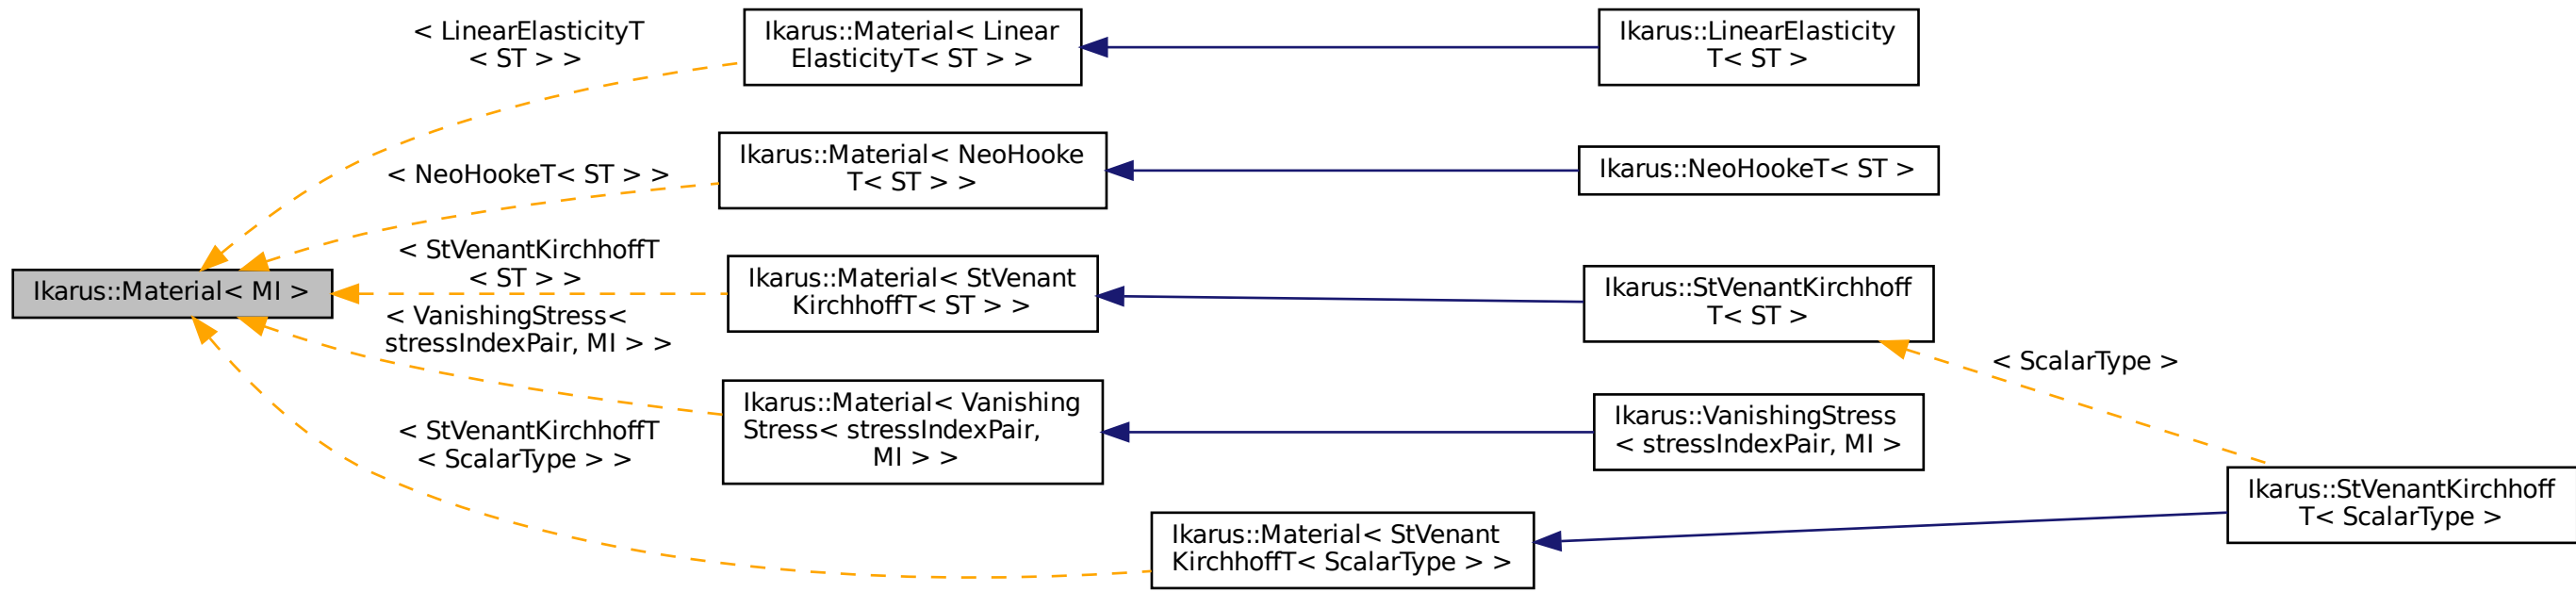 Ikarus::Material< MI >
< LinearElasticityT
< ST > >
< NeoHookeT< ST > >
< StVenantKirchhoffT
< ST > >
< VanishingStress<
stressIndexPair, MI > >
< StVenantKirchhoffT
< ScalarType > >
Ikarus::Material< Linear
ElasticityT< ST > >
Ikarus::Material< NeoHooke
T< ST > >
Ikarus::Material< StVenant
KirchhoffT< ST > >
Ikarus::Material< Vanishing
Stress< stressIndexPair,
MI > >
Ikarus::Material< StVenant
KirchhoffT< ScalarType > >
Ikarus::LinearElasticity
T< ST >
Ikarus::NeoHookeT< ST >
Ikarus::StVenantKirchhoff
T< ST >
Ikarus::VanishingStress
< stressIndexPair, MI >
< ScalarType >
Ikarus::StVenantKirchhoff
T< ScalarType >